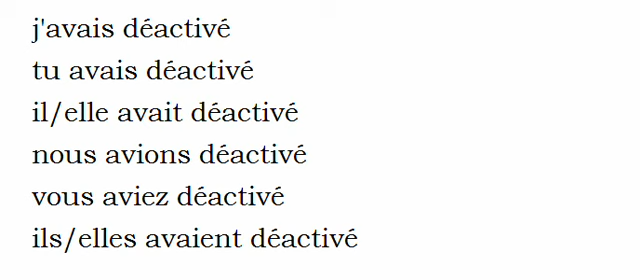 j'avais déactivé
tu avais déactivé
il/elle avait déactivé
nous avions déactivé
vous aviez déactivé
ils/elles avaient déactivé